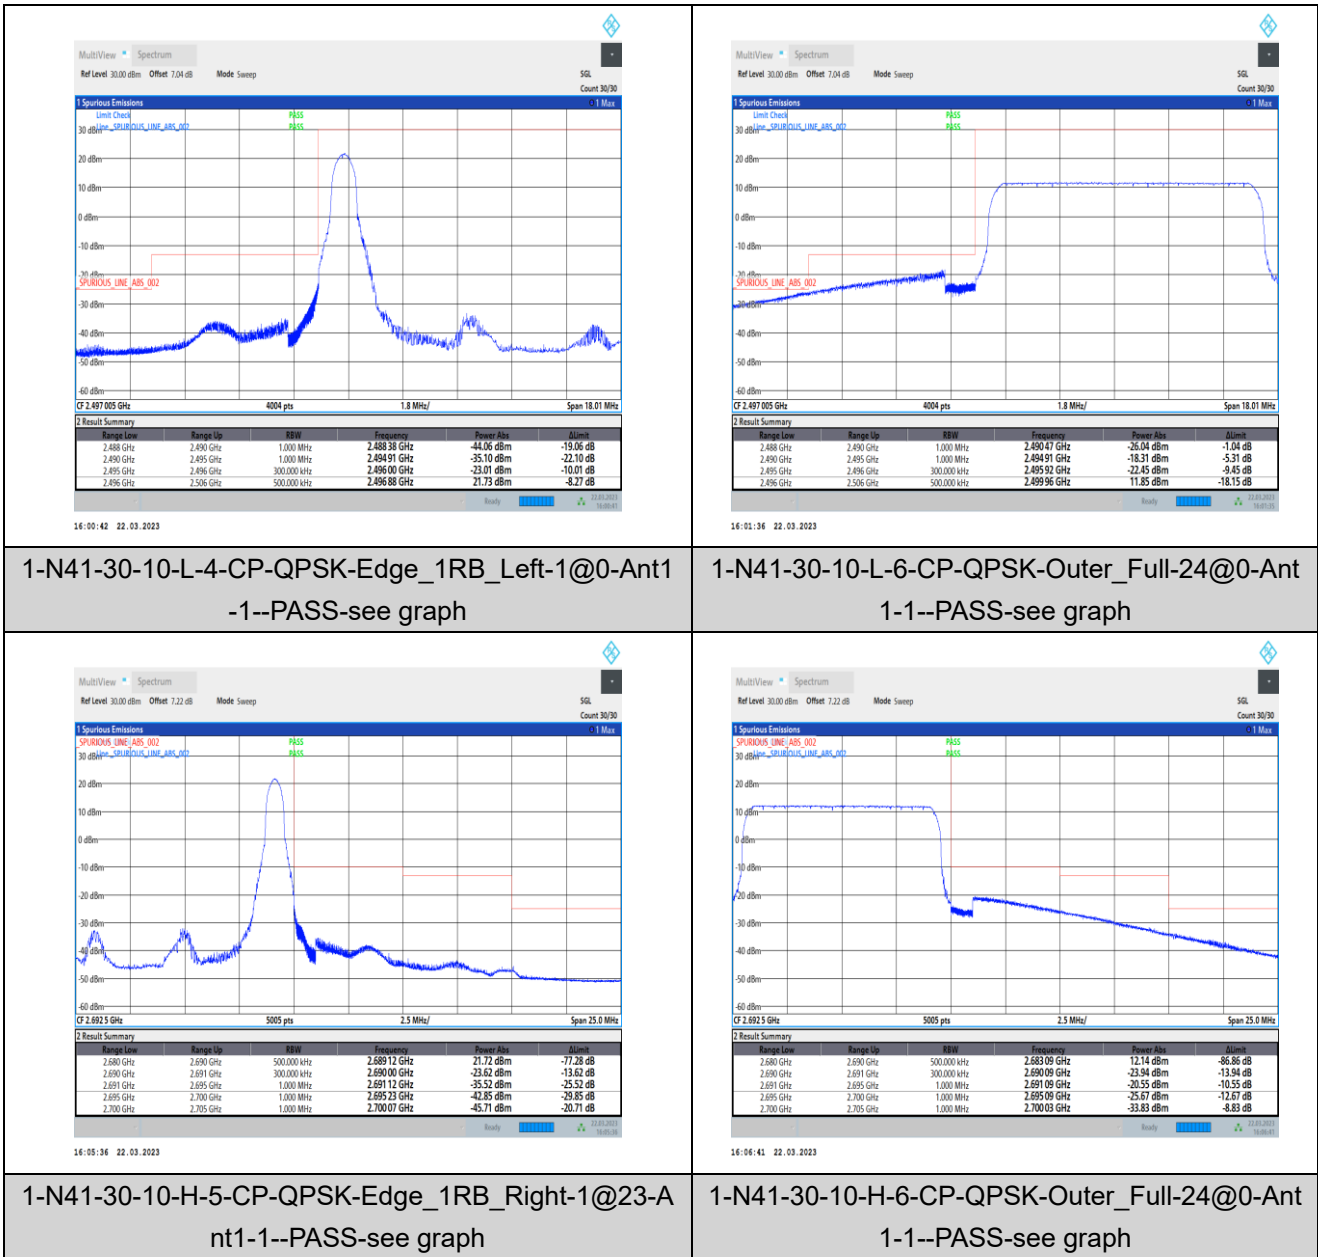 MultiView Spectrum
Ref Level 30.00 dBm Offset 7.04 dB Mode Sweep SGL
Count 30/30
1 Spurious Emissions 1 Max
Limit Check PASS
30 dBm Line_SPURIOUS_LINE_ABS_002 PASS
20 dBm
10 dBm
0 dBm
-10 dBm
-20 dBm
SPURIOUS_LINE_ABS_002
-30 dBm
-40 dBm
-50 dBm
-60 dBm
CF 2.497 005 GHz 4004 pts 1.8 MHz/ Span 18.01 MHz
2 Result Summary
Range Low Range Up RBW Frequency Power Abs ΔLimit
2.488 GHz 2.490 GHz 1.000 MHz 2.488 38 GHz -44.06 dBm -19.06 dB
2.490 GHz 2.495 GHz 1.000 MHz 2.494 91 GHz -35.10 dBm -22.10 dB
2.495 GHz 2.496 GHz 300.000 kHz 2.496 00 GHz -23.01 dBm -10.01 dB
2.496 GHz 2.506 GHz 500.000 kHz 2.496 88 GHz 21.73 dBm -8.27 dB
Ready 22.03.2023
16:00:41
16:00:42 22.03.2023
1-N41-30-10-L-4-CP-QPSK-Edge_1RB_Left-1@0-Ant1
-1--PASS-see graph
MultiView Spectrum
Ref Level 30.00 dBm Offset 7.04 dB Mode Sweep SGL
Count 30/30
1 Spurious Emissions 1 Max
Limit Check PASS
30 dBm Line_SPURIOUS_LINE_ABS_002 PASS
20 dBm
10 dBm
0 dBm
-10 dBm
-20 dBm
SPURIOUS_LINE_ABS_002
-30 dBm
-40 dBm
-50 dBm
-60 dBm
CF 2.497 005 GHz 4004 pts 1.8 MHz/ Span 18.01 MHz
2 Result Summary
Range Low Range Up RBW Frequency Power Abs ΔLimit
2.488 GHz 2.490 GHz 1.000 MHz 2.490 47 GHz -26.04 dBm -1.04 dB
2.490 GHz 2.495 GHz 1.000 MHz 2.494 91 GHz -18.31 dBm -5.31 dB
2.495 GHz 2.496 GHz 300.000 kHz 2.495 92 GHz -22.45 dBm -9.45 dB
2.496 GHz 2.506 GHz 500.000 kHz 2.499 96 GHz 11.85 dBm -18.15 dB
Ready 22.03.2023
16:01:35
16:01:36 22.03.2023
1-N41-30-10-L-6-CP-QPSK-Outer_Full-24@0-Ant
1-1--PASS-see graph
MultiView Spectrum
Ref Level 30.00 dBm Offset 7.22 dB Mode Sweep SGL
Count 30/30
1 Spurious Emissions 1 Max
SPURIOUS_LINE_ABS_002 PASS
30 dBm Line_SPURIOUS_LINE_ABS_002 PASS
20 dBm
10 dBm
0 dBm
-10 dBm
-20 dBm
-30 dBm
-40 dBm
-50 dBm
-60 dBm
CF 2.692 5 GHz 5005 pts 2.5 MHz/ Span 25.0 MHz
2 Result Summary
Range Low Range Up RBW Frequency Power Abs ΔLimit
2.680 GHz 2.690 GHz 500.000 kHz 2.689 12 GHz 21.72 dBm -77.28 dB
2.690 GHz 2.691 GHz 300.000 kHz 2.690 00 GHz -23.62 dBm -13.62 dB
2.691 GHz 2.695 GHz 1.000 MHz 2.691 12 GHz -35.52 dBm -25.52 dB
2.695 GHz 2.700 GHz 1.000 MHz 2.695 23 GHz -42.85 dBm -29.85 dB
2.700 GHz 2.705 GHz 1.000 MHz 2.700 07 GHz -45.71 dBm -20.71 dB
Ready 22.03.2023
16:05:36
16:05:36 22.03.2023
1-N41-30-10-H-5-CP-QPSK-Edge_1RB_Right-1@23-A
nt1-1--PASS-see graph
MultiView Spectrum
Ref Level 30.00 dBm Offset 7.22 dB Mode Sweep SGL
Count 30/30
1 Spurious Emissions 1 Max
SPURIOUS_LINE_ABS_002 PASS
30 dBm Line_SPURIOUS_LINE_ABS_002 PASS
20 dBm
10 dBm
0 dBm
-10 dBm
-20 dBm
-30 dBm
-40 dBm
-50 dBm
-60 dBm
CF 2.692 5 GHz 5005 pts 2.5 MHz/ Span 25.0 MHz
2 Result Summary
Range Low Range Up RBW Frequency Power Abs ΔLimit
2.680 GHz 2.690 GHz 500.000 kHz 2.683 09 GHz 12.14 dBm -86.86 dB
2.690 GHz 2.691 GHz 300.000 kHz 2.690 09 GHz -23.94 dBm -13.94 dB
2.691 GHz 2.695 GHz 1.000 MHz 2.691 09 GHz -20.55 dBm -10.55 dB
2.695 GHz 2.700 GHz 1.000 MHz 2.695 09 GHz -25.67 dBm -12.67 dB
2.700 GHz 2.705 GHz 1.000 MHz 2.700 03 GHz -33.83 dBm -8.83 dB
Ready 22.03.2023
16:06:41
16:06:41 22.03.2023
1-N41-30-10-H-6-CP-QPSK-Outer_Full-24@0-Ant
1-1--PASS-see graph